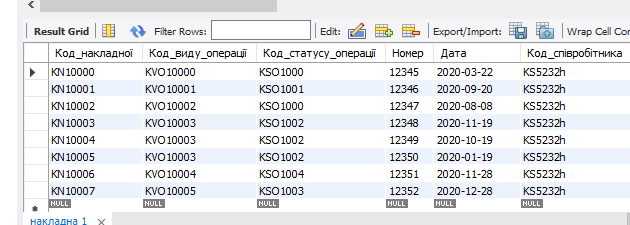 Result Grid Filter Rows: Edit: Export/Import: Wrap Cell Con
Код_накладної Код_виду_операції Код_статусу_операції Номер Дата Код_співробітника
KN10000 KVO10000 KSO1000 12345 2020-03-22 KS5232h
KN10001 KVO10001 KSO1001 12346 2020-09-20 KS5232h
KN10002 KVO10002 KSO1000 12347 2020-08-08 KS5232h
KN10003 KVO10003 KSO1002 12348 2020-11-19 KS5232h
KN10004 KVO10003 KSO1002 12349 2020-10-19 KS5232h
KN10005 KVO10003 KSO1002 12350 2020-01-19 KS5232h
KN10006 KVO10004 KSO1004 12351 2020-11-28 KS5232h
KN10007 KVO10005 KSO1003 12352 2020-12-28 KS5232h
NULL NULL NULL NULL NULL NULL
накладна 1